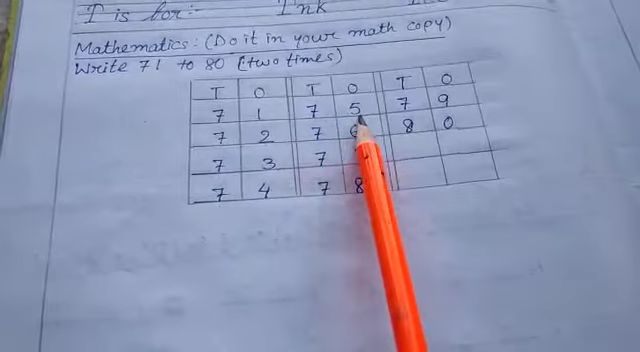 I is for:- Ink
Mathematics: (Do it in your math copy)
Write 71 to 80 (two times)
T O T O T O
7 1 7 5 7 9
7 2 7 6 8 0
7 3 7
7 4 7 8